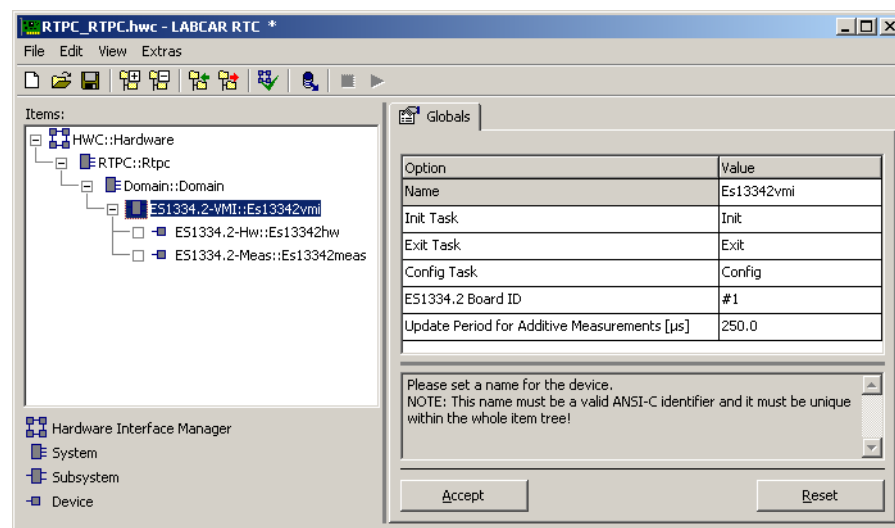 RTPC_RTPC.hwc - LABCAR RTC *
File Edit View Extras
Items:
HWC::Hardware
RTPC::Rtpc
Domain::Domain
ES1334.2-VMI::Es13342vmi
ES1334.2-Hw::Es13342hw
ES1334.2-Meas::Es13342meas
Hardware Interface Manager
System
Subsystem
Device
Globals
Option Value
Name Es13342vmi
Init Task Init
Exit Task Exit
Config Task Config
ES1334.2 Board ID #1
Update Period for Additive Measurements [µs] 250.0
Please set a name for the device.
NOTE: This name must be a valid ANSI-C identifier and it must be unique
within the whole item tree!
Accept Reset